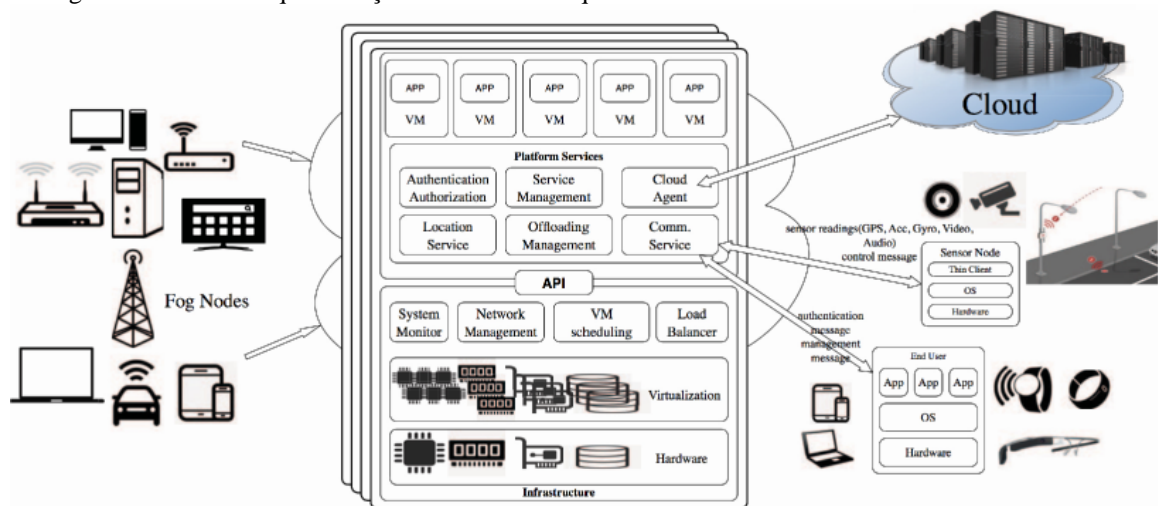 APP
APP
APP
APP
APP
VM
VM
VM
VM
VM
Platform Services
Authentication
Authorization
Service
Management
Cloud
Agent
Location
Service
Offloading
Management
Comm.
Service
API
System
Monitor
Network
Management
VM
scheduling
Load
Balancer
Virtualization
Hardware
Infrastructure
Fog Nodes
Cloud
sensor readings(GPS, Acc, Gyro, Video,
Audio)
control message
Sensor Node
Thin Client
OS
Hardware
authentication
message
management
message
End User
App
App
App
OS
Hardware